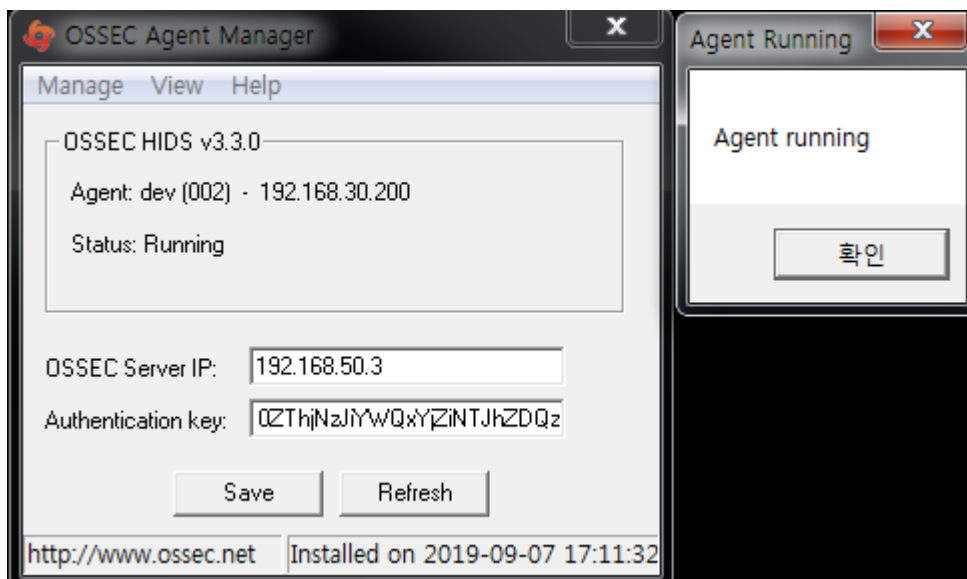 OSSEC Agent Manager
Manage View Help
OSSEC HIDS v3.3.0
Agent: dev (002) - 192.168.30.200
Status: Running
OSSEC Server IP: 192.168.50.3
Authentication key: 0ZThjNzJiYWQxYjZiNTJhZDQz
Save Refresh
http://www.ossec.net Installed on 2019-09-07 17:11:32
Agent Running
Agent running
확인